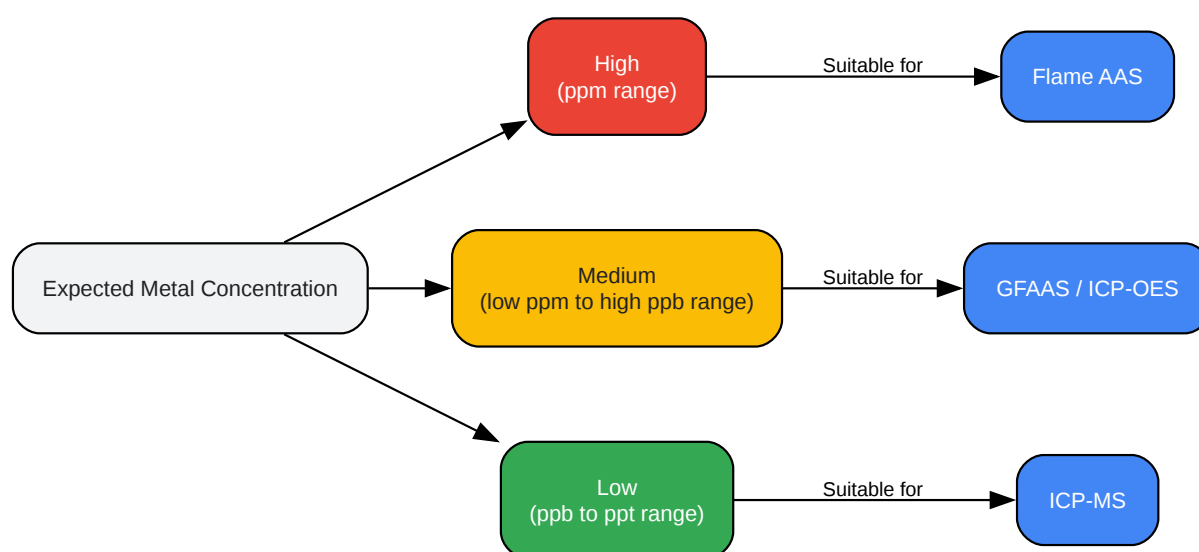 High
(ppm range)
Suitable for
Flame AAS
Expected Metal Concentration
Medium
(low ppm to high ppb range)
Suitable for
GFAAS / ICP-OES
Low
(ppb to ppt range)
Suitable for
ICP-MS